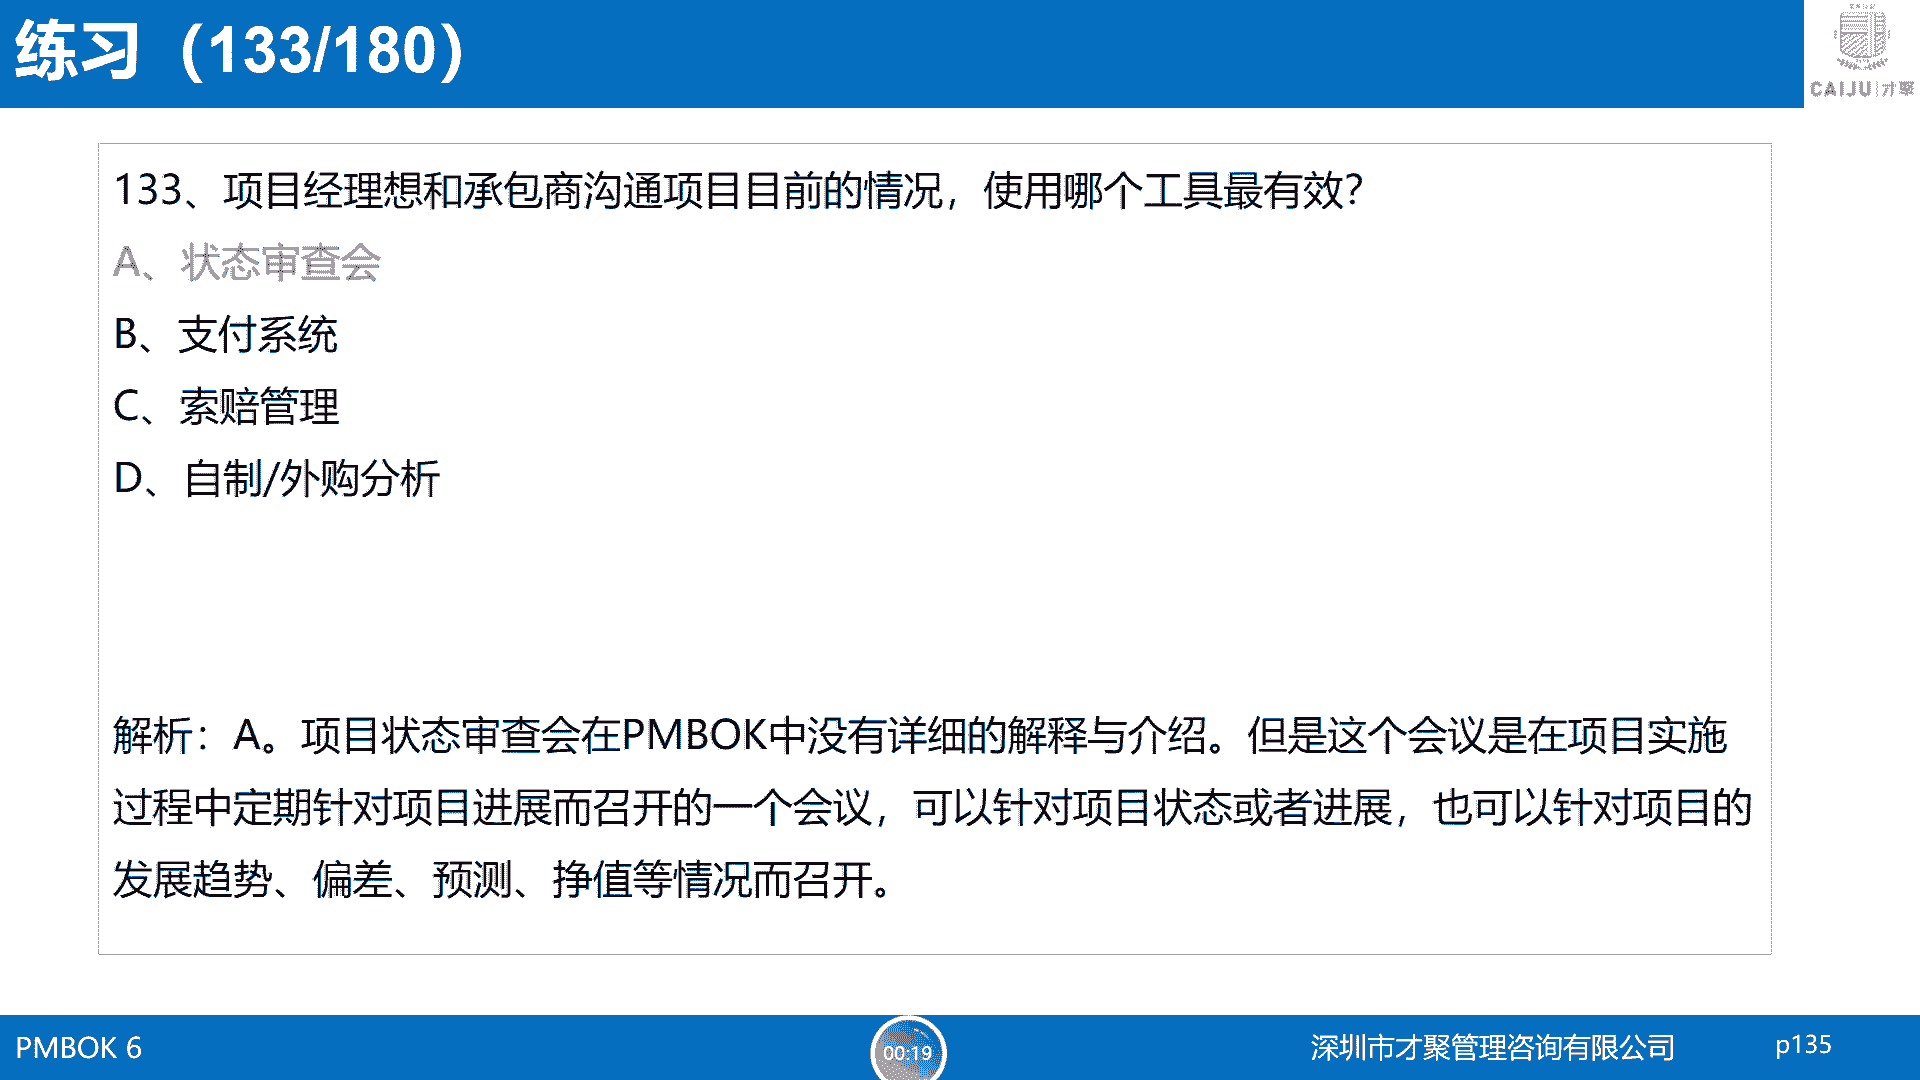 练习（133/180）
CAIJU 才聚
133、项目经理想和承包商沟通项目目前的情况，使用哪个工具最有效？
A、状态审查会
B、支付系统
C、索赔管理
D、自制/外购分析
解析：A。项目状态审查会在PMBOK中没有详细的解释与介绍。但是这个会议是在项目实施
过程中定期针对项目进展而召开的一个会议，可以针对项目状态或者进展，也可以针对项目的
发展趋势、偏差、预测、挣值等情况而召开。
PMBOK 6
00:19
深圳市才聚管理咨询有限公司
p135